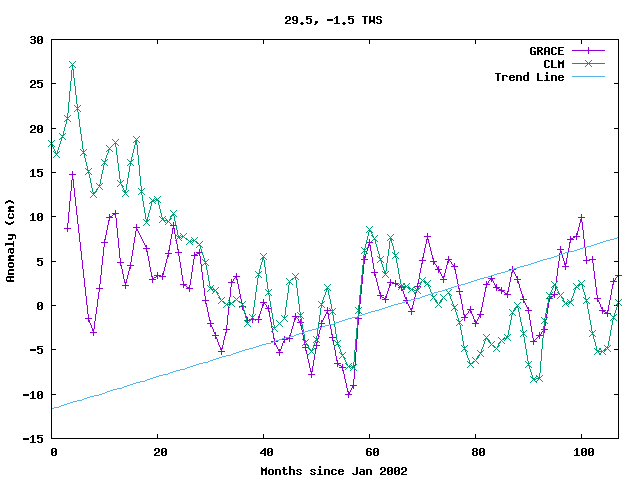 29.5, -1.5 TWS
GRACE
CLM
Trend Line
30
25
20
15
10
5
0
-5
-10
-15
Anomaly (cm)
0 20 40 60 80 100
Months since Jan 2002